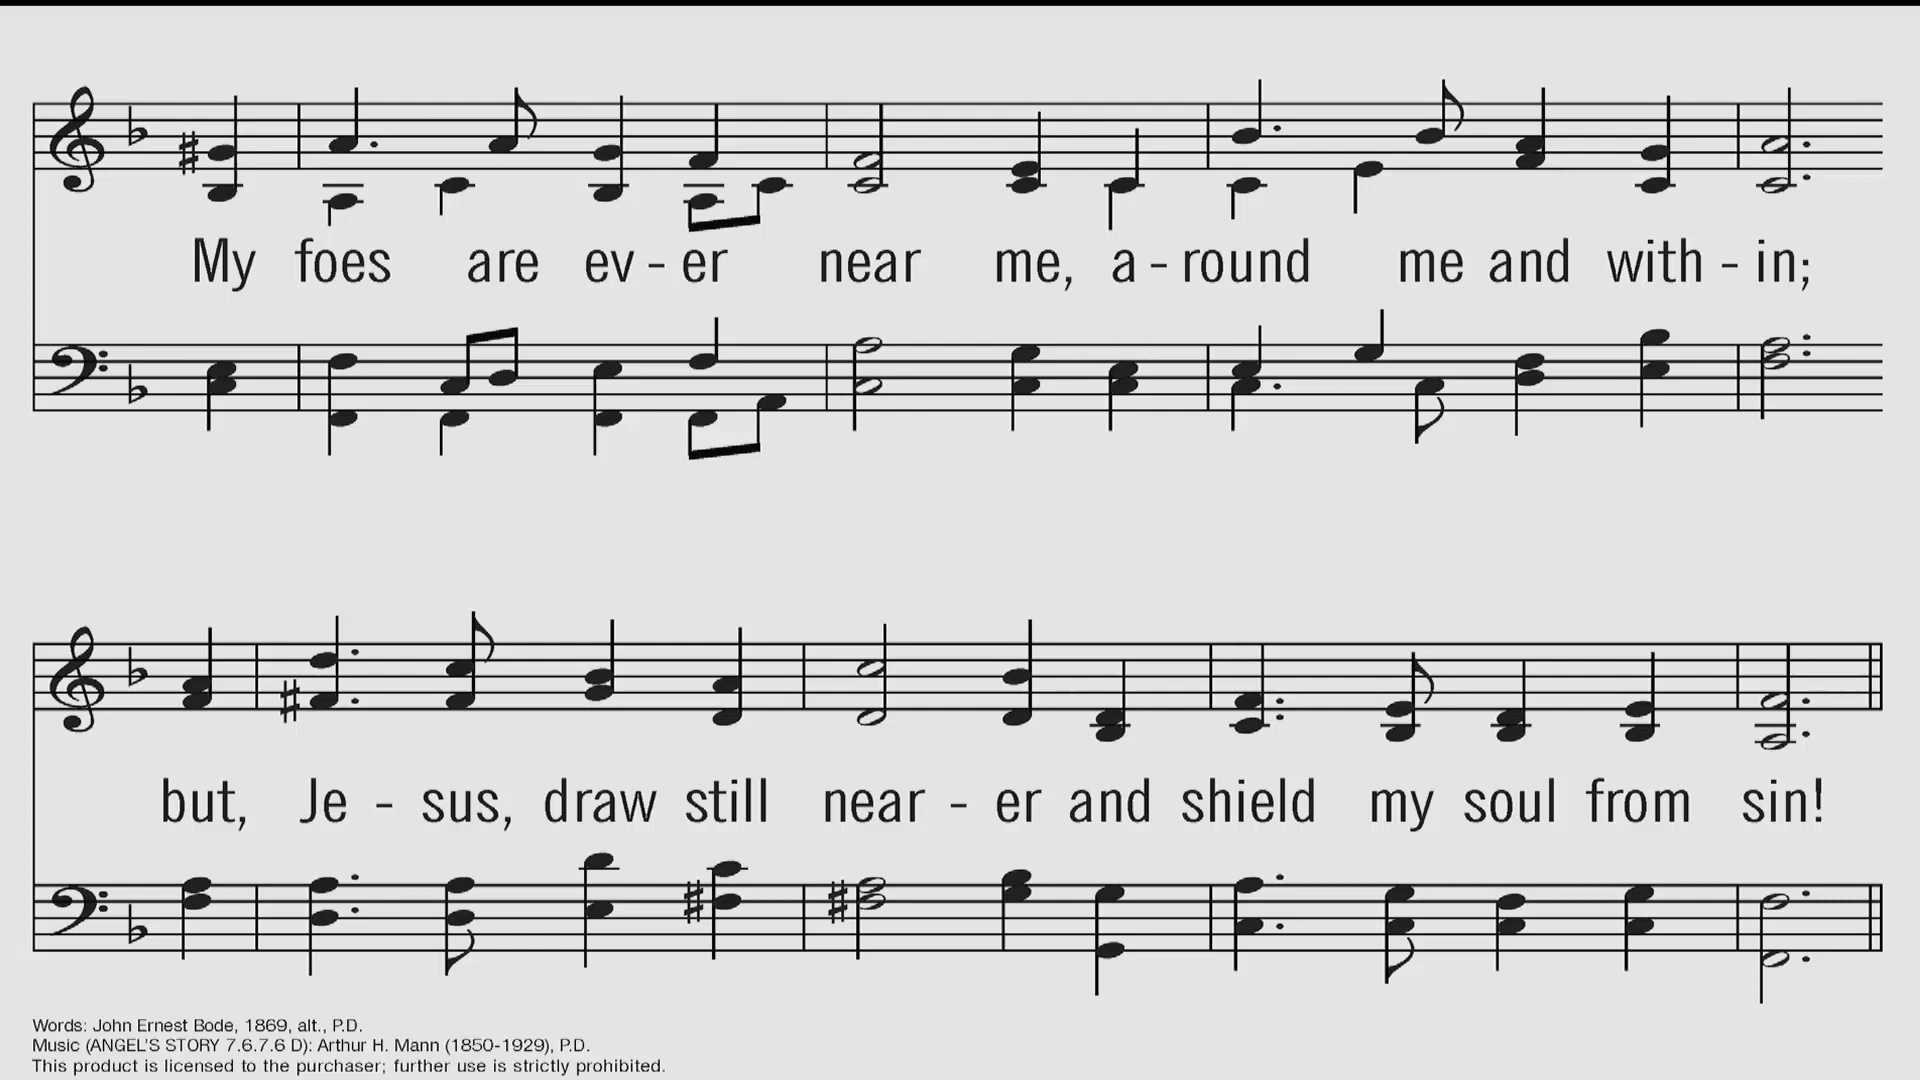 My foes are ev - er near me, a - round me and with - in;
but, Je - sus, draw still near - er and shield my soul from sin!
Words: John Ernest Bode, 1869, alt., P.D.
Music (ANGEL'S STORY 7.6.7.6 D): Arthur H. Mann (1850-1929), P.D.
This product is licensed to the purchaser; further use is strictly prohibited.